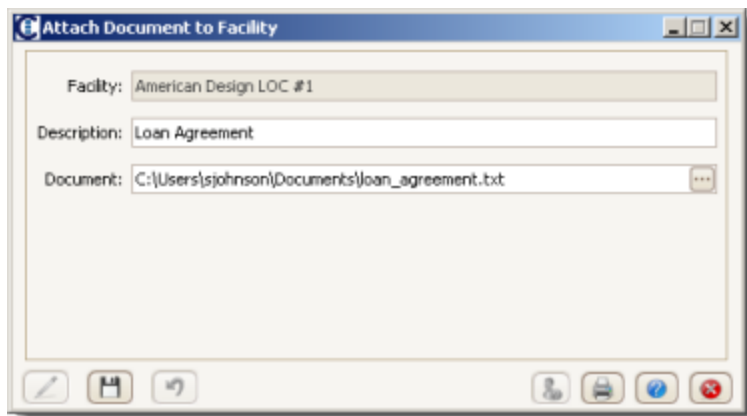 Attach Document to Facility
Facility: American Design LOC #1
Description: Loan Agreement
Document: C:\Users\sjohnson\Documents\loan_agreement.txt ...